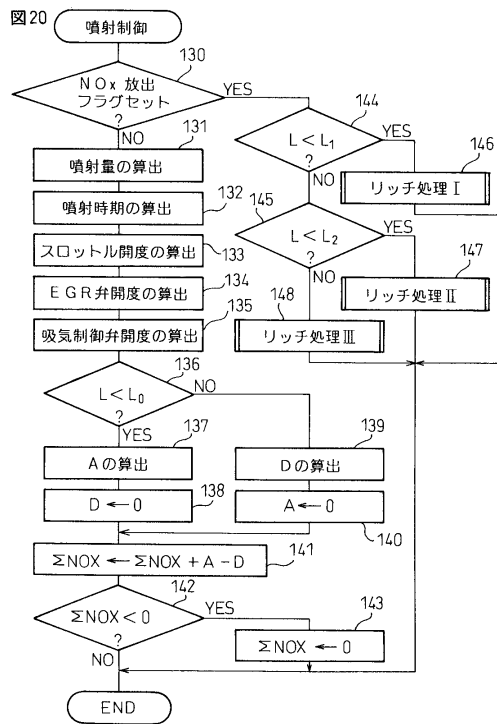 図20
噴射制御
130
NOx 放出
フラグセット
?
YES
NO
131
噴射量の算出
132
噴射時期の算出
133
スロットル開度の算出
134
EGR弁開度の算出
135
吸気制御弁開度の算出
136
L<L0
?
NO
YES
137
Aの算出
138
D ← 0
139
Dの算出
140
A ← 0
141
ΣNOX ← ΣNOX + A − D
142
ΣNOX<0
?
YES
NO
143
ΣNOX ← 0
END
144
L<L1
?
YES
NO
146
リッチ処理Ⅰ
145
L<L2
?
YES
NO
147
リッチ処理Ⅱ
148
リッチ処理Ⅲ